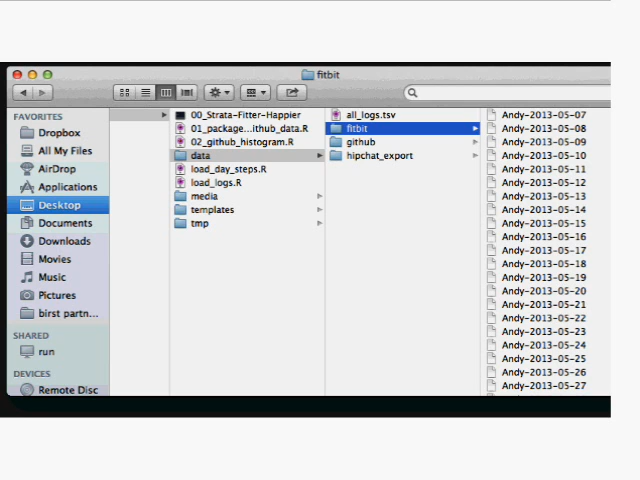 fitbit
FAVORITES
Dropbox
All My Files
AirDrop
Applications
Desktop
Documents
Downloads
Movies
Music
Pictures
birst partn...
SHARED
run
DEVICES
Remote Disc
00_Strata-Fitter-Happier
01_package...ithub_data.R
02_github_histogram.R
data
load_day_steps.R
load_logs.R
media
templates
tmp
all_logs.tsv
fitbit
github
hipchat_export
Andy-2013-05-07
Andy-2013-05-08
Andy-2013-05-09
Andy-2013-05-10
Andy-2013-05-11
Andy-2013-05-12
Andy-2013-05-13
Andy-2013-05-14
Andy-2013-05-15
Andy-2013-05-16
Andy-2013-05-17
Andy-2013-05-18
Andy-2013-05-19
Andy-2013-05-20
Andy-2013-05-21
Andy-2013-05-22
Andy-2013-05-23
Andy-2013-05-24
Andy-2013-05-25
Andy-2013-05-26
Andy-2013-05-27